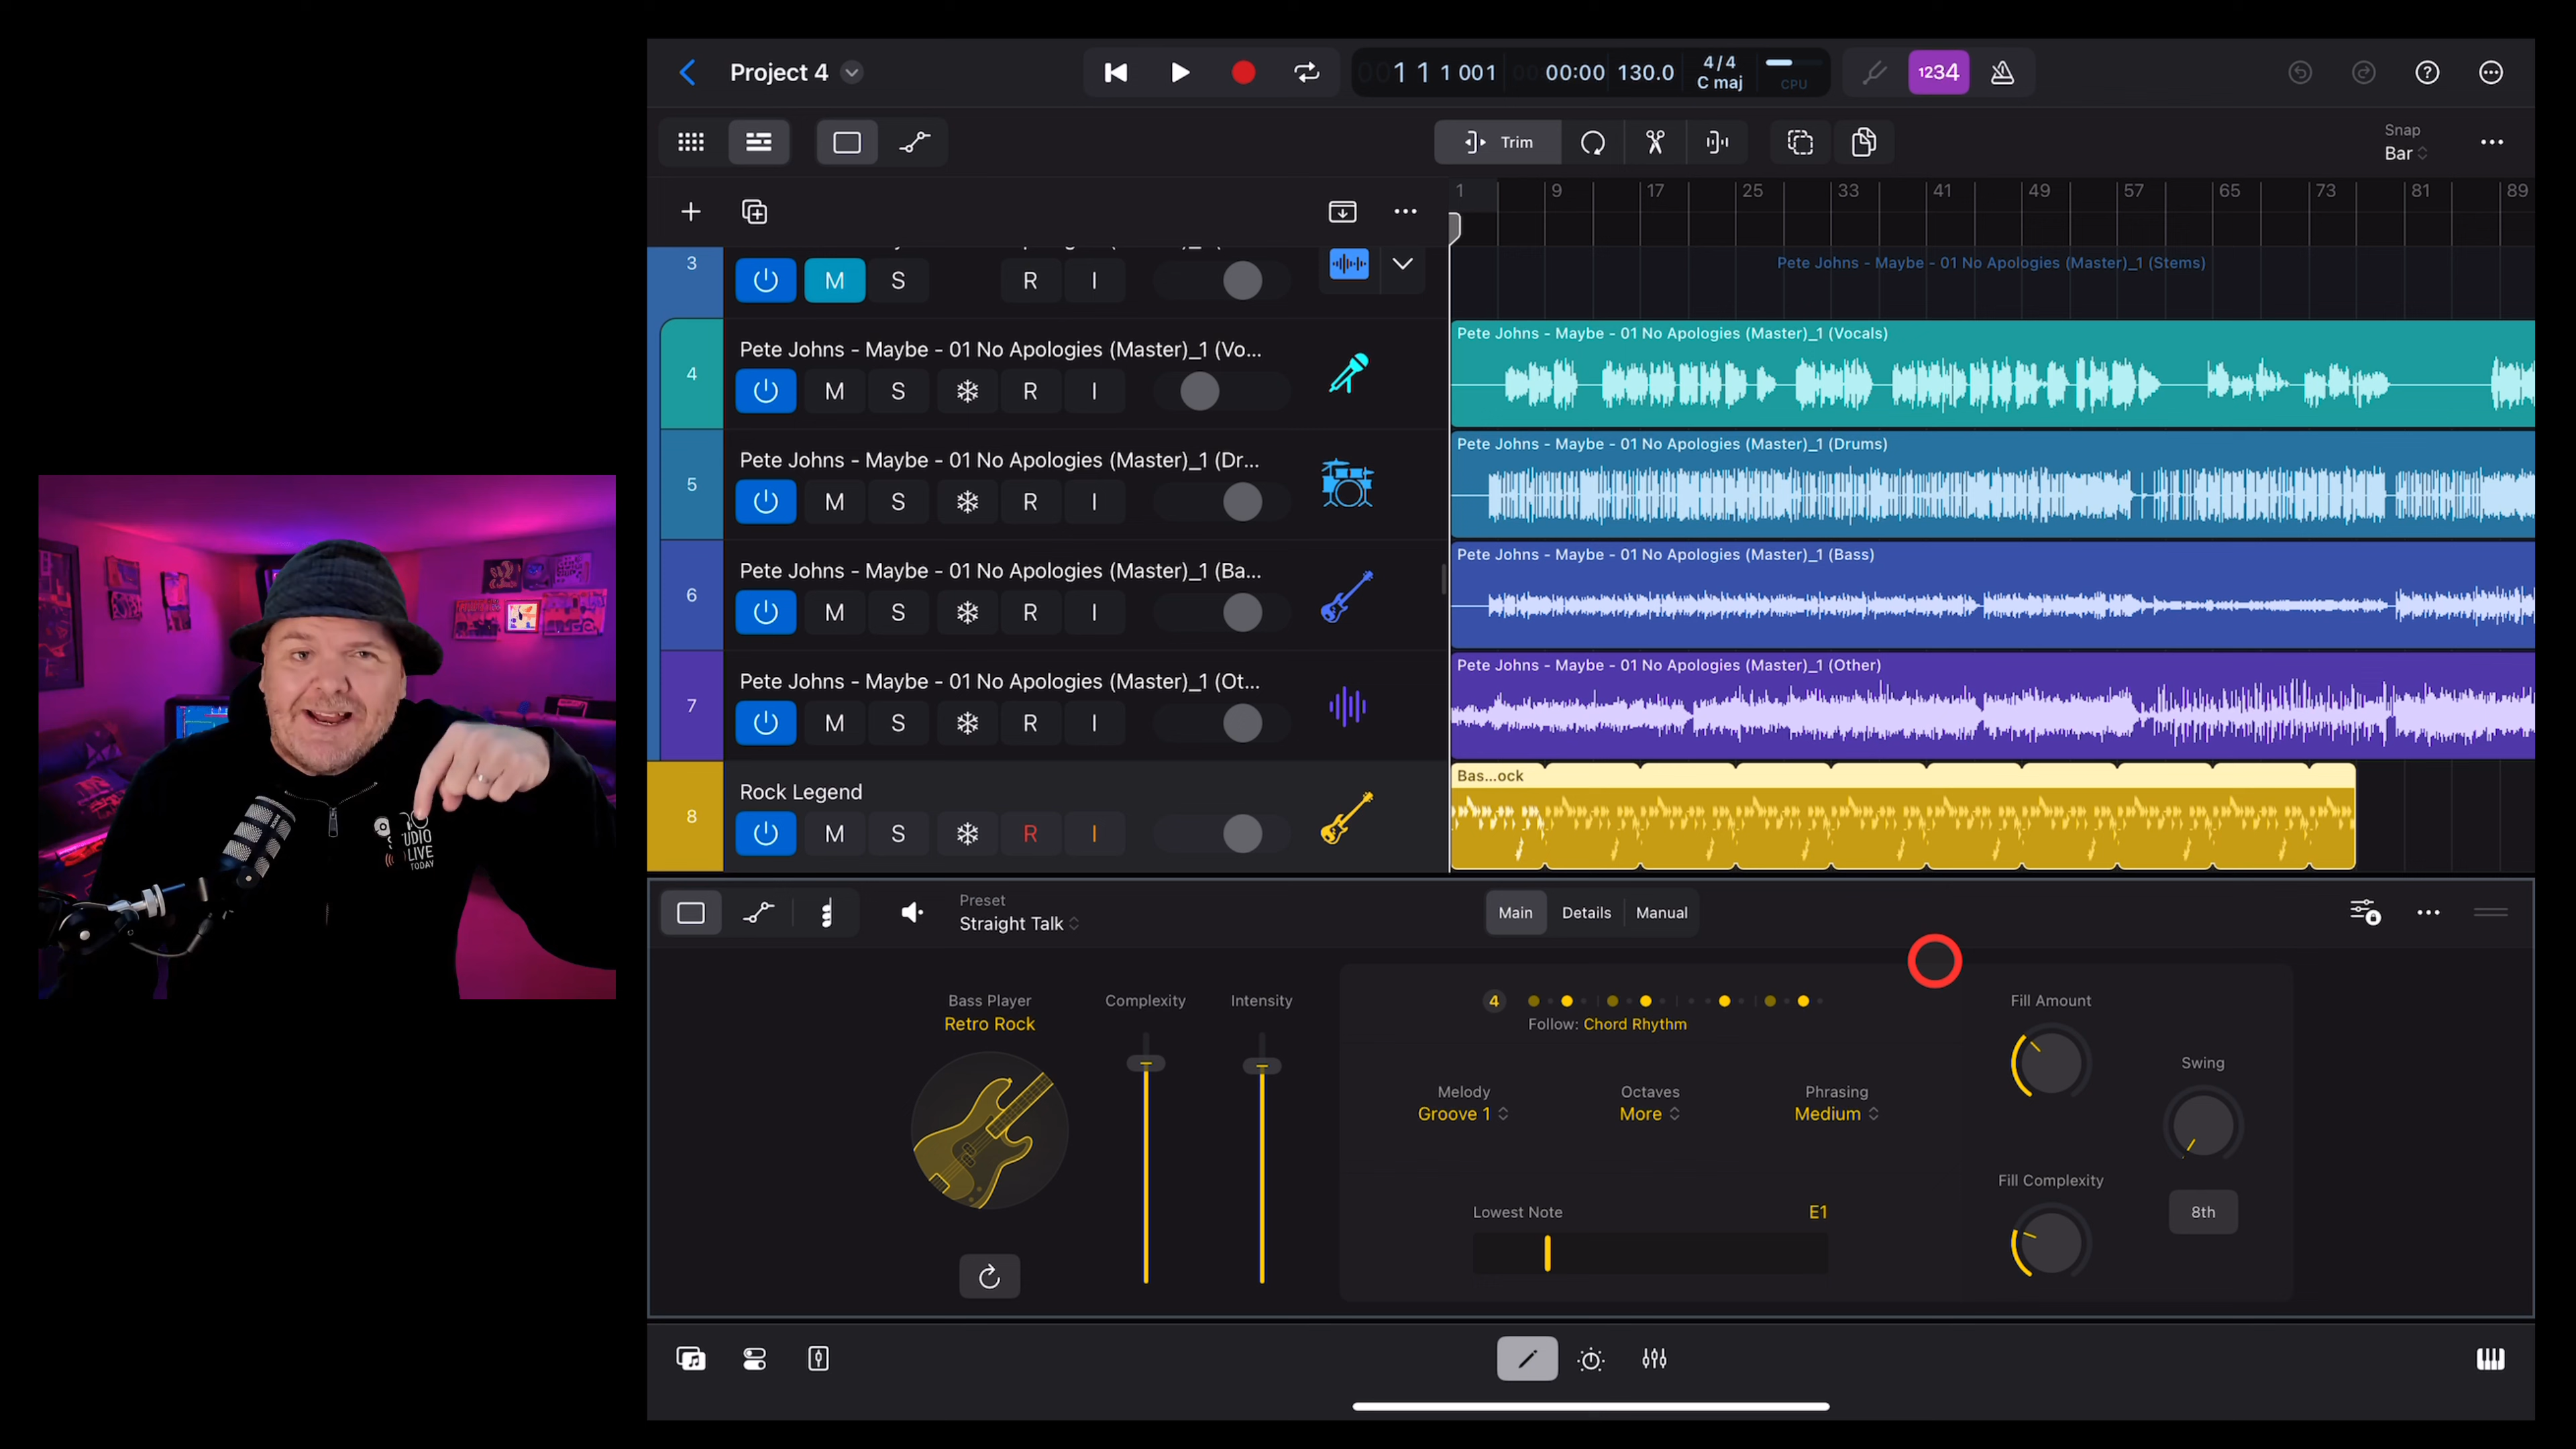 Project 4
1 1 1 001
00:00
130.0
4/4
C maj
CPU
1234
Trim
Snap
Bar
1 9 17 25 33 41 49 57 65 73 81 89
3
M S R I
Pete Johns - Maybe - 01 No Apologies (Master)_1 (Stems)
4
Pete Johns - Maybe - 01 No Apologies (Master)_1 (Vo...
M S R I
Pete Johns - Maybe - 01 No Apologies (Master)_1 (Vocals)
5
Pete Johns - Maybe - 01 No Apologies (Master)_1 (Dr...
M S R I
Pete Johns - Maybe - 01 No Apologies (Master)_1 (Drums)
6
Pete Johns - Maybe - 01 No Apologies (Master)_1 (Ba...
M S R I
Pete Johns - Maybe - 01 No Apologies (Master)_1 (Bass)
7
Pete Johns - Maybe - 01 No Apologies (Master)_1 (Ot...
M S R I
Pete Johns - Maybe - 01 No Apologies (Master)_1 (Other)
8
Rock Legend
M S R I
Bas...ock
Preset
Straight Talk
Main Details Manual
Bass Player
Retro Rock
Complexity
Intensity
4
Follow: Chord Rhythm
Melody
Groove 1
Octaves
More
Phrasing
Medium
Lowest Note E1
Fill Amount
Fill Complexity
Swing
8th
LIVE
TODAY